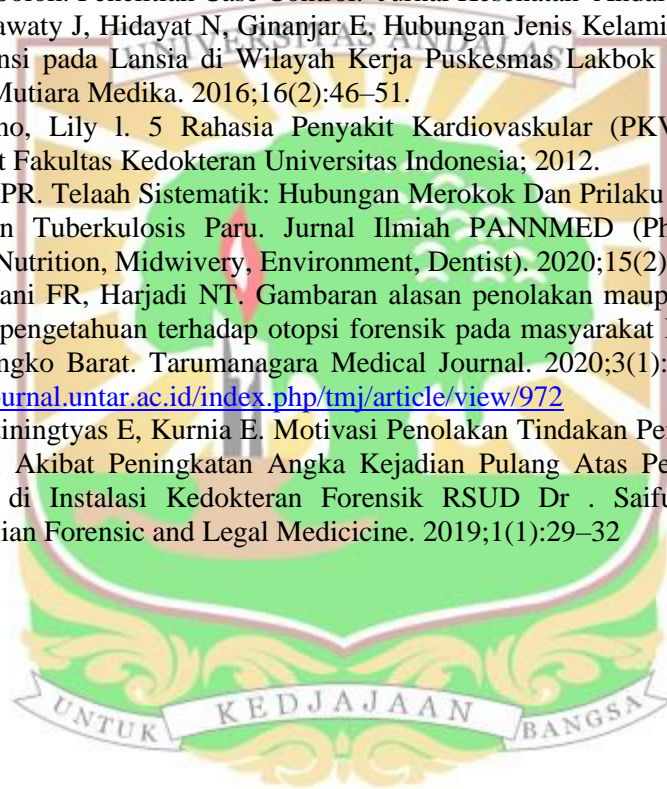 Penelitian Case Control. Jurnal Kesehatan
J, Hidayat N, Ginanjar E. Hubungan Jenis Kelami
UNIVERSITAS ANDALAS
pada Lansia di Wilayah Kerja Puskesmas Lakbok
Mutiara Medika. 2016;16(2):46–51.
Lily l. 5 Rahasia Penyakit Kardiovaskular (PKV
Fakultas Kedokteran Universitas Indonesia; 2012.
PR. Telaah Sistematik: Hubungan Merokok Dan Prilaku
Tuberkulosis Paru. Jurnal Ilmiah PANNMED (Ph
Nutrition, Midwivery, Environment, Dentist). 2020;15(2)
ani FR, Harjadi NT. Gambaran alasan penolakan maup
pengetahuan terhadap otopsi forensik pada masyarakat
ngko Barat. Tarumanagara Medical Journal. 2020;3(1):
ournal.untar.ac.id/index.php/tmj/article/view/972
iningtyas E, Kurnia E. Motivasi Penolakan Tindakan Pe
Akibat Peningkatan Angka Kejadian Pulang Atas Pe
di Instalasi Kedokteran Forensik RSUD Dr . Saifu
ian Forensic and Legal Medicicine. 2019;1(1):29–32
UNTUK KEDJAJAAN BANGSA